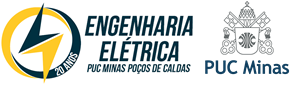 20 ANOS
ENGENHARIA
ELÉTRICA
PUC MINAS POÇOS DE CALDAS
PUC Minas